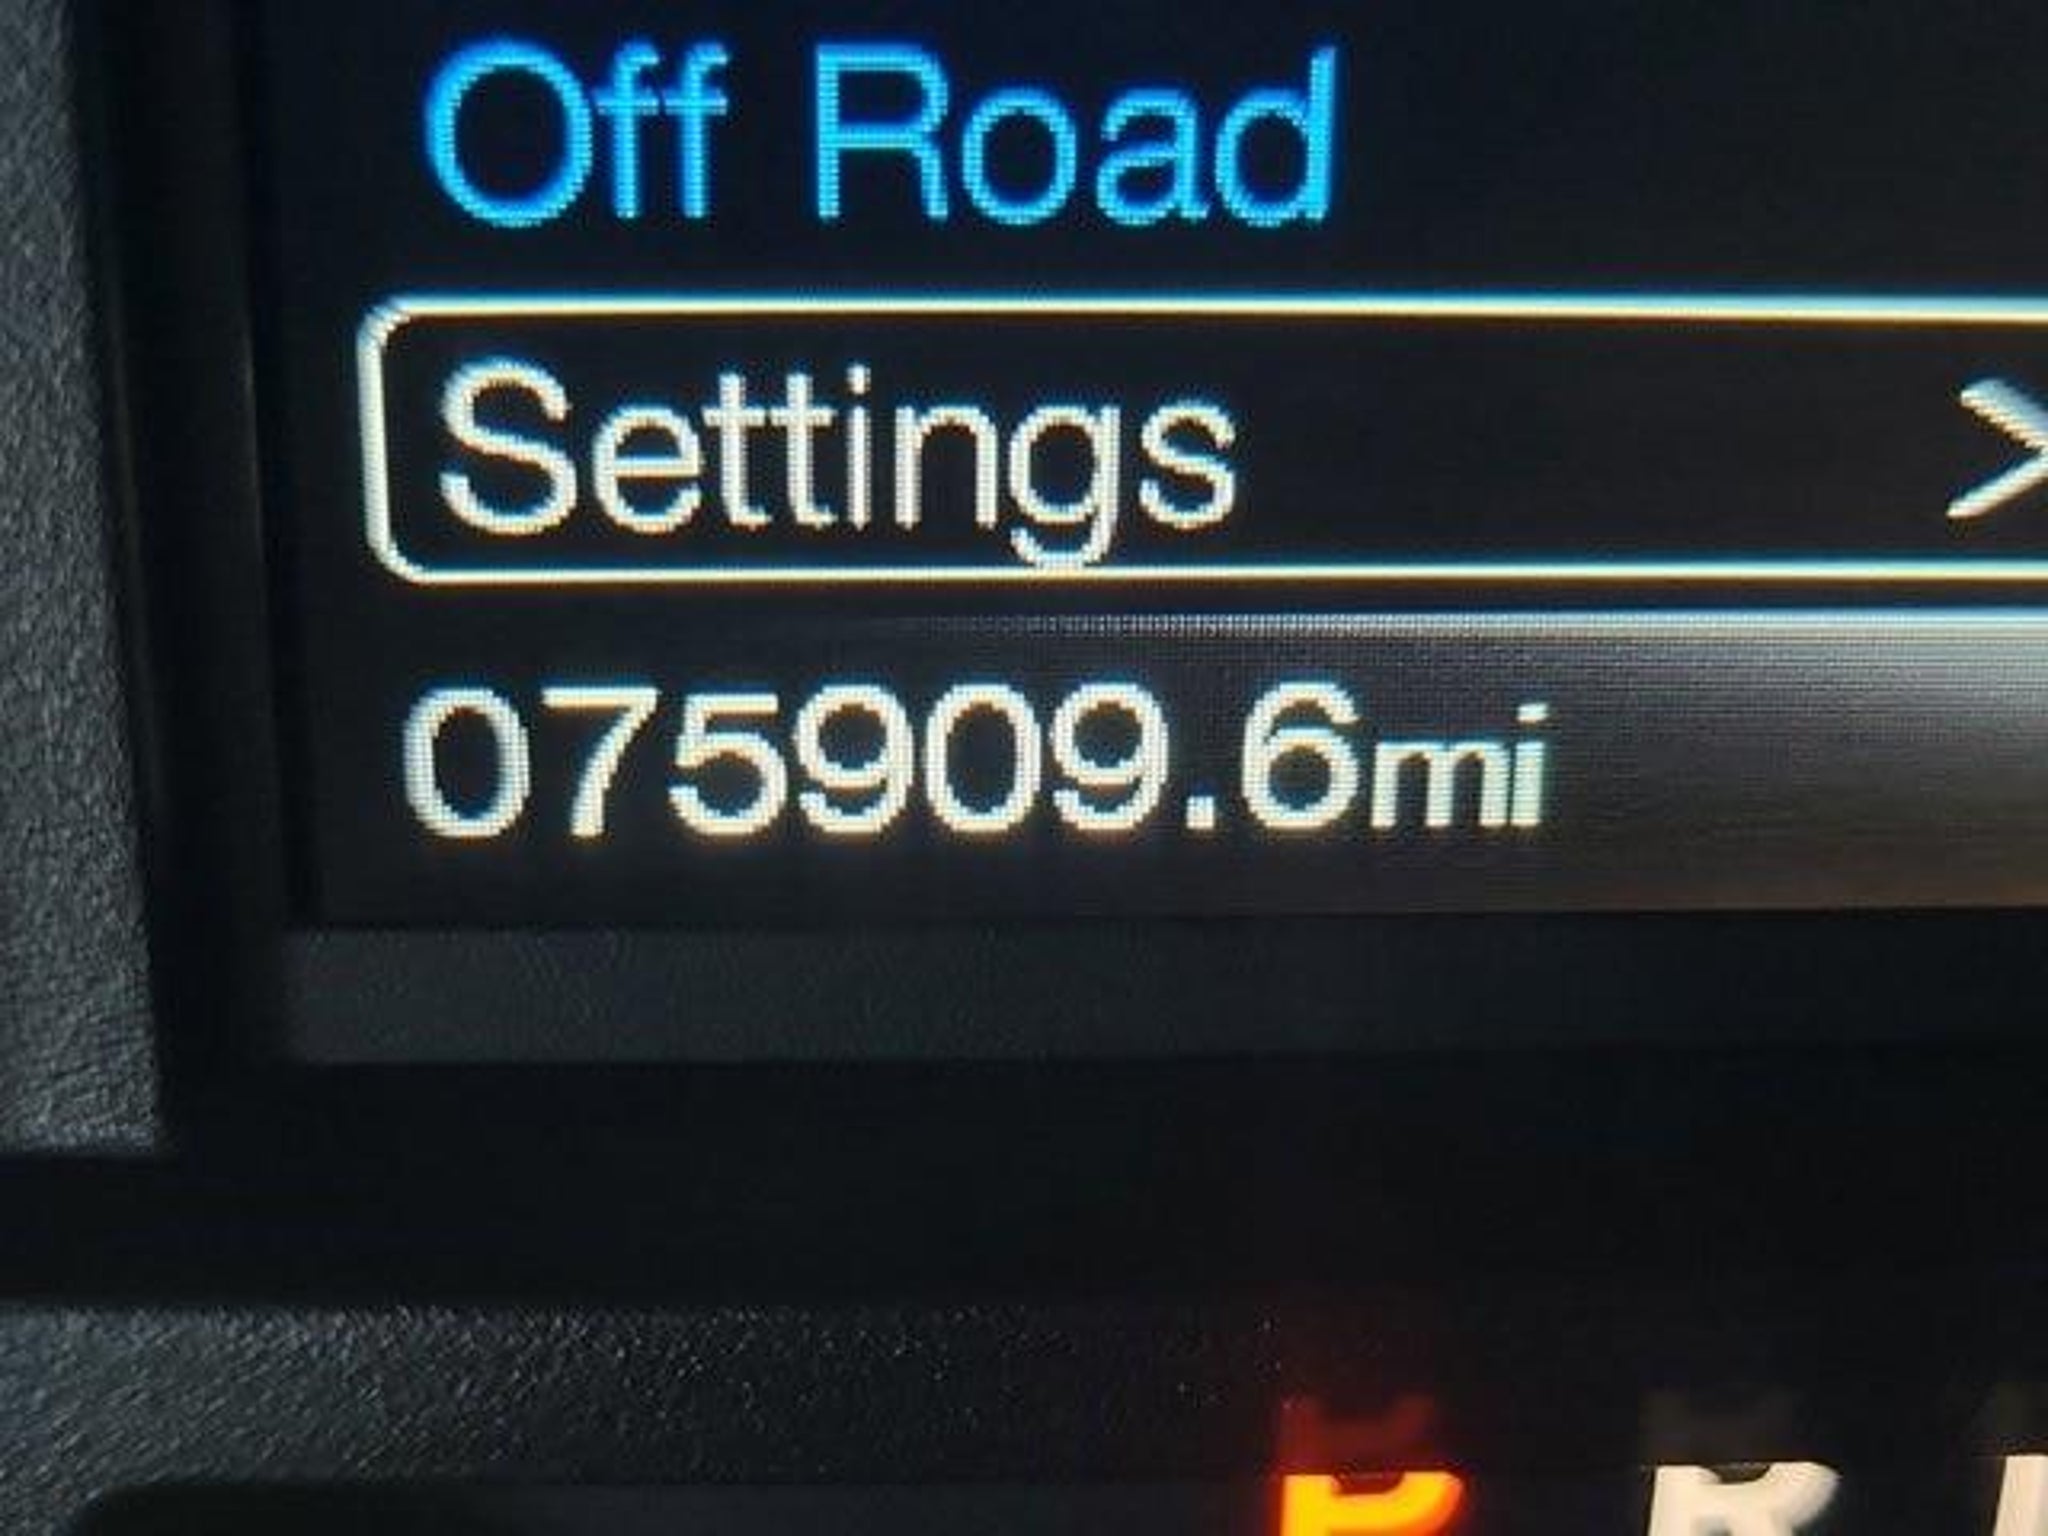 Off Road
Settings >
075909.6mi
P R